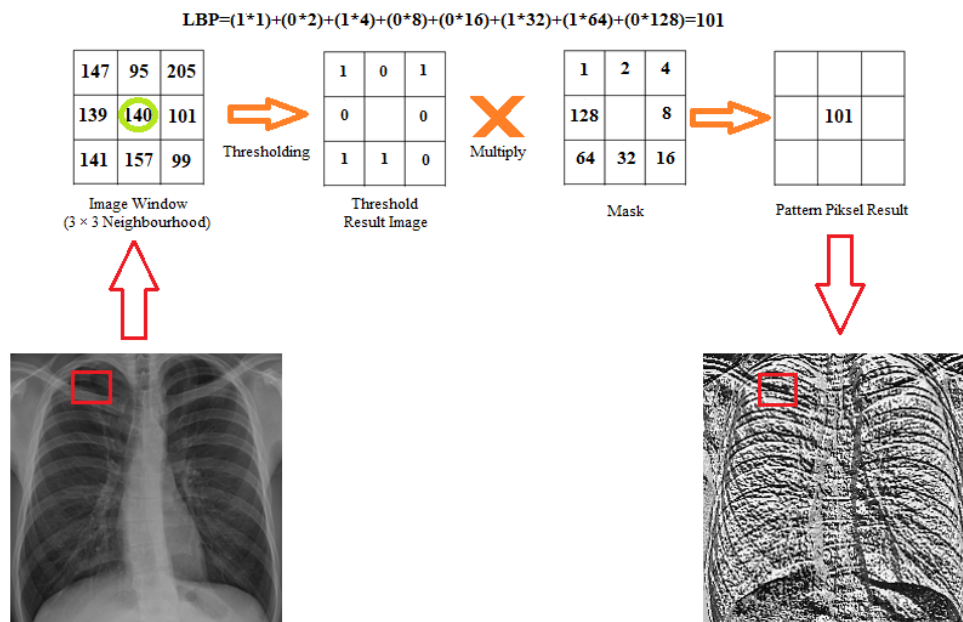 LBP=(1*1)+(0*2)+(1*4)+(0*8)+(0*16)+(1*32)+(1*64)+(0*128)=101
147 95 205
139 140 101
141 157 99
Image Window
(3 × 3 Neighbourhood)
Thresholding
1 0 1
0 0
1 1 0
Threshold
Result Image
Multiply
1 2 4
128 8
64 32 16
Mask
101
Pattern Piksel Result